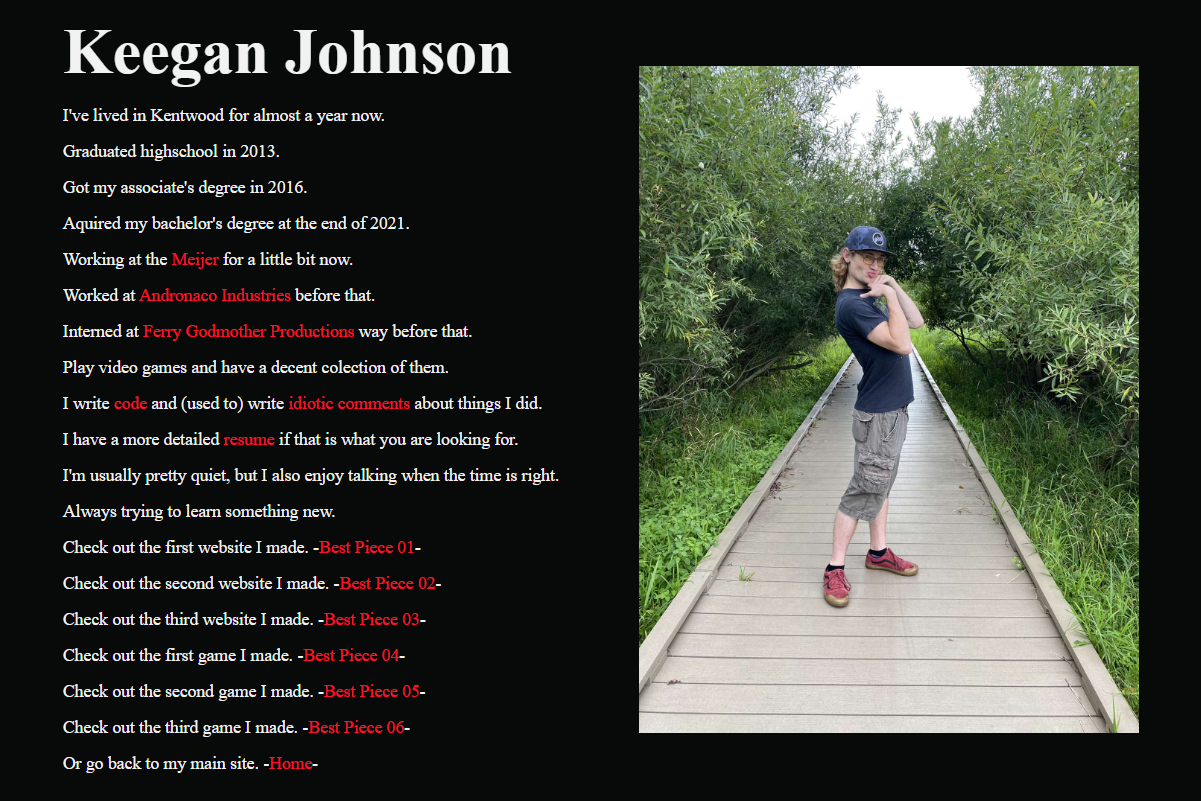 Keegan Johnson
I've lived in Kentwood for almost a year now.
Graduated highschool in 2013.
Got my associate's degree in 2016.
Aquired my bachelor's degree at the end of 2021.
Working at the Meijer for a little bit now.
Worked at Andronaco Industries before that.
Interned at Ferry Godmother Productions way before that.
Play video games and have a decent colection of them.
I write code and (used to) write idiotic comments about things I did.
I have a more detailed resume if that is what you are looking for.
I'm usually pretty quiet, but I also enjoy talking when the time is right.
Always trying to learn something new.
Check out the first website I made. -Best Piece 01-
Check out the second website I made. -Best Piece 02-
Check out the third website I made. -Best Piece 03-
Check out the first game I made. -Best Piece 04-
Check out the second game I made. -Best Piece 05-
Check out the third game I made. -Best Piece 06-
Or go back to my main site. -Home-